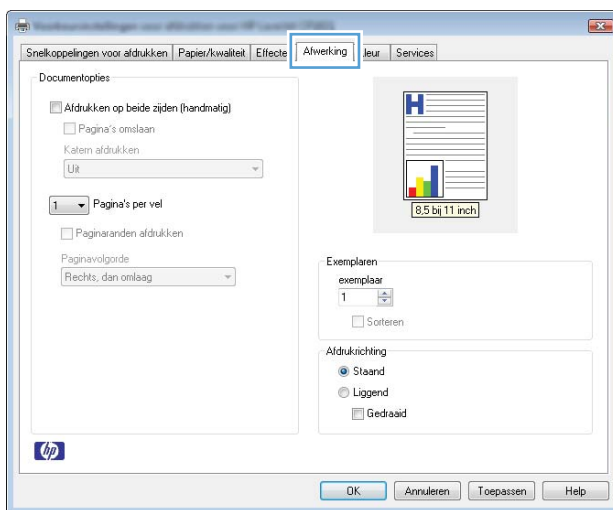 Snelkoppelingen voor afdrukken Papier/kwaliteit Effecte Afwerking leur Services
Documentopties
Afdrukken op beide zijden (handmatig)
Pagina's omslaan
Katern afdrukken
Uit
1 Pagina's per vel
Paginaranden afdrukken
Paginavolgorde
Rechts, dan omlaag
H
8,5 bij 11 inch
Exemplaren
exemplaar
1
Sorteren
Afdrukrichting
Staand
Liggend
Gedraaid
hp
OK Annuleren Toepassen Help